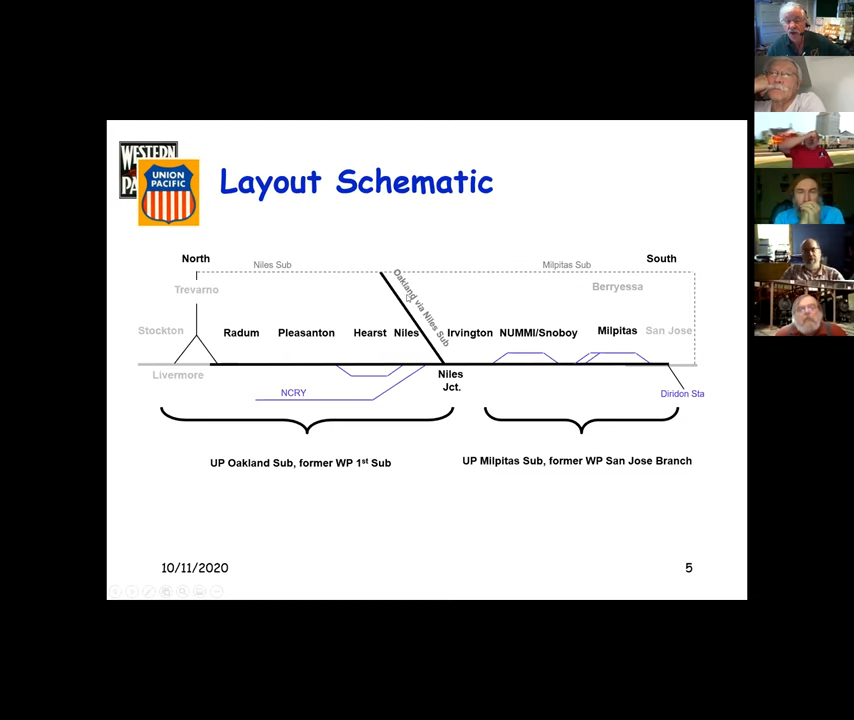 WESTERN
PA
UNION
PACIFIC
Layout Schematic
North
South
Niles Sub
Milpitas Sub
Oakland via Niles Sub
Trevarno
Berryessa
Stockton
Radum
Pleasanton
Hearst
Niles
Irvington
NUMMI/Snoboy
Milpitas
San Jose
Livermore
Niles
Jct.
NCRY
Diridon Sta
UP Oakland Sub, former WP 1st Sub
UP Milpitas Sub, former WP San Jose Branch
10/11/2020
5